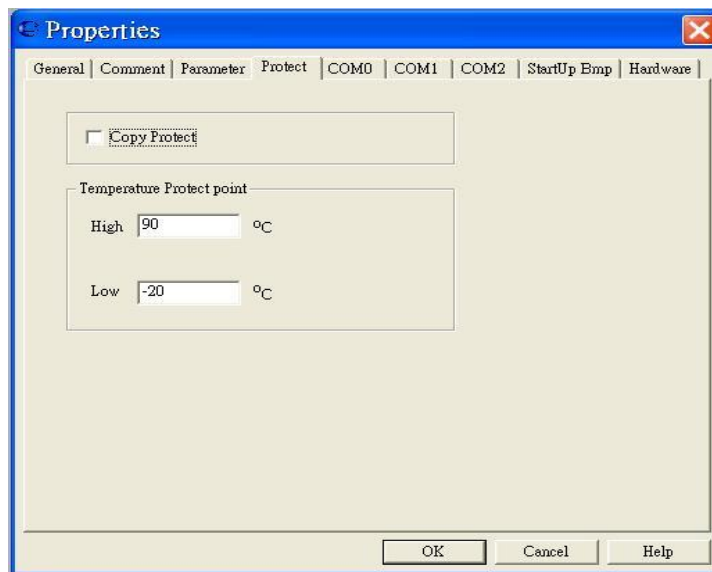 Properties
General Comment Parameter Protect COM0 COM1 COM2 StartUp Bmp Hardware
Copy Protect
Temperature Protect point
High 90 ºC
Low -20 ºC
OK Cancel Help